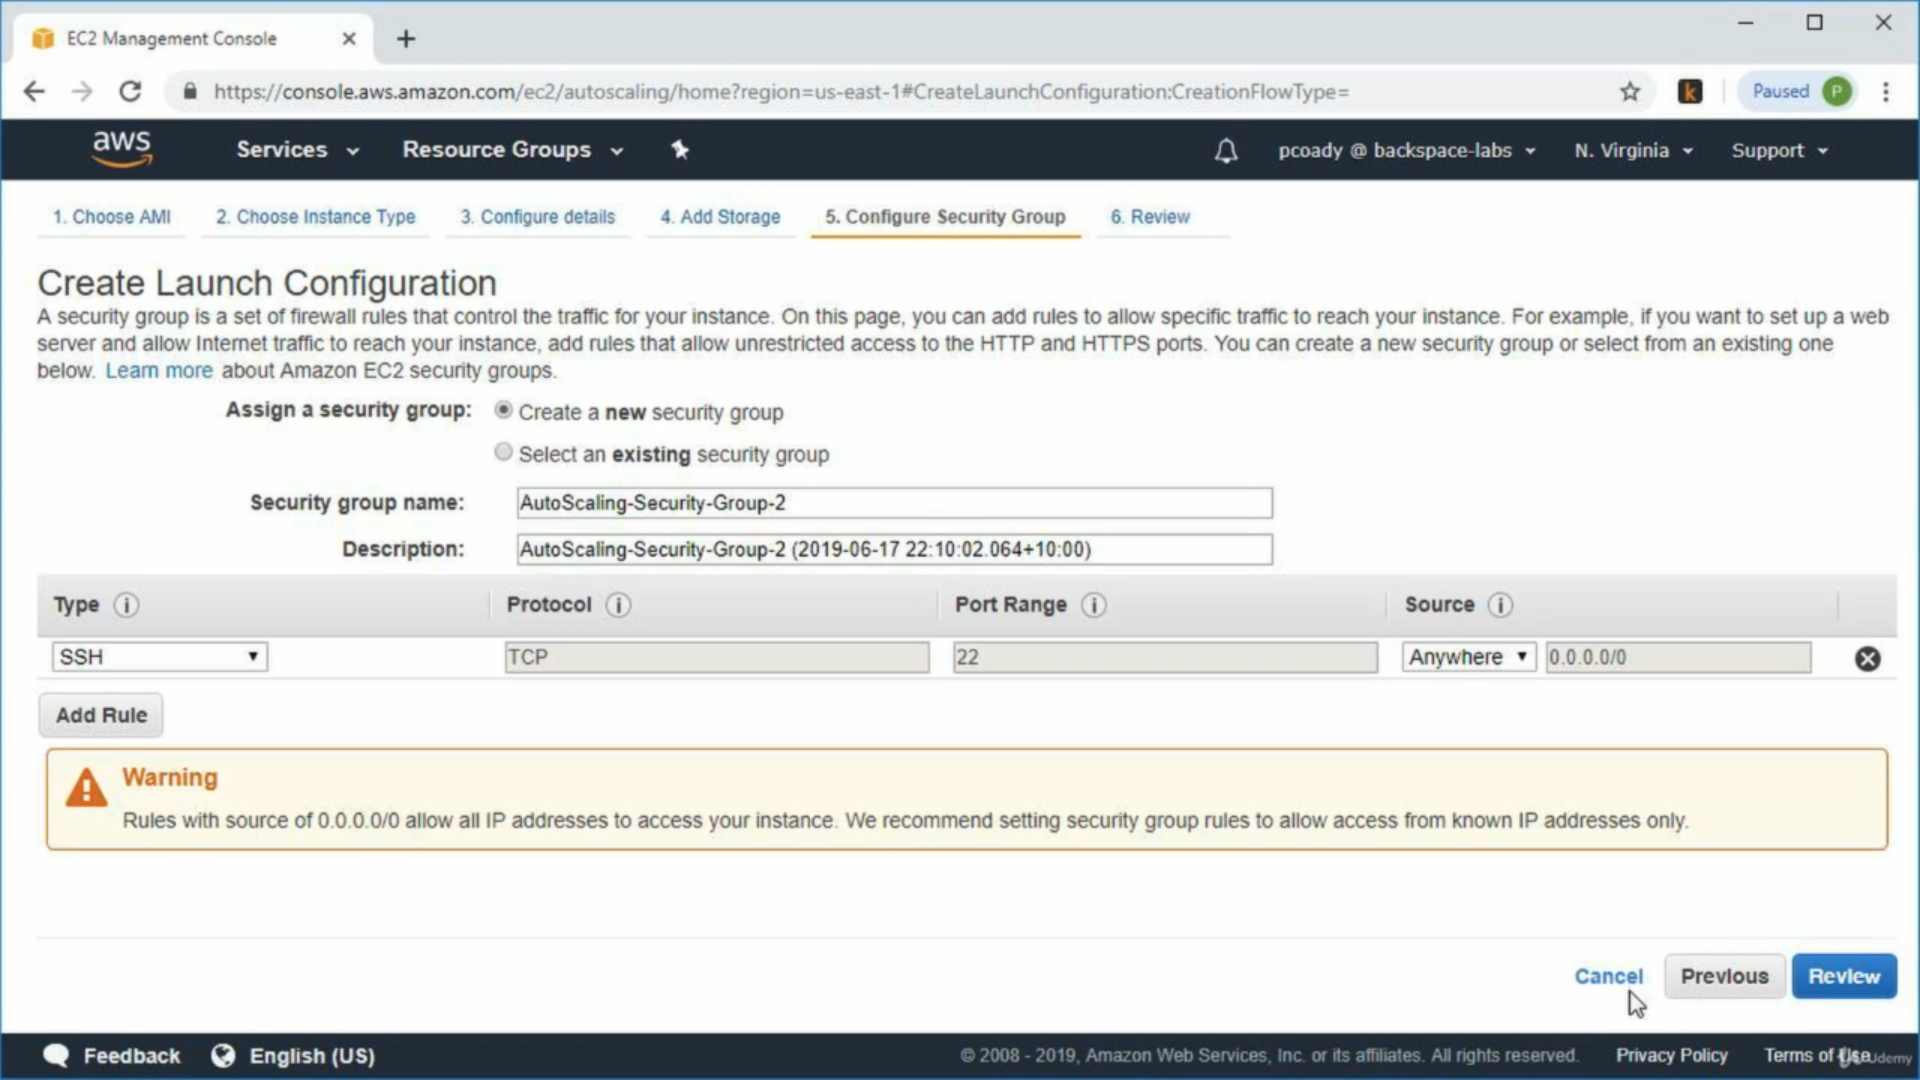 EC2 Management Console
https://console.aws.amazon.com/ec2/autoscaling/home?region=us-east-1#CreateLaunchConfiguration:CreationFlowType=
k
Paused P
aws Services Resource Groups pcoady @ backspace-labs N. Virginia Support
1. Choose AMI 2. Choose Instance Type 3. Configure details 4. Add Storage 5. Configure Security Group 6. Review
Create Launch Configuration
A security group is a set of firewall rules that control the traffic for your instance. On this page, you can add rules to allow specific traffic to reach your instance. For example, if you want to set up a web
server and allow Internet traffic to reach your instance, add rules that allow unrestricted access to the HTTP and HTTPS ports. You can create a new security group or select from an existing one
below. Learn more about Amazon EC2 security groups.
Assign a security group: Create a new security group
Select an existing security group
Security group name: AutoScaling-Security-Group-2
Description: AutoScaling-Security-Group-2 (2019-06-17 22:10:02.064+10:00)
Type i Protocol i Port Range i Source i
SSH TCP 22 Anywhere 0.0.0.0/0
Add Rule
Warning
Rules with source of 0.0.0.0/0 allow all IP addresses to access your instance. We recommend setting security group rules to allow access from known IP addresses only.
Cancel Previous Review
Feedback English (US) © 2008 - 2019, Amazon Web Services, Inc. or its affiliates. All rights reserved. Privacy Policy Terms of Use
Udemy